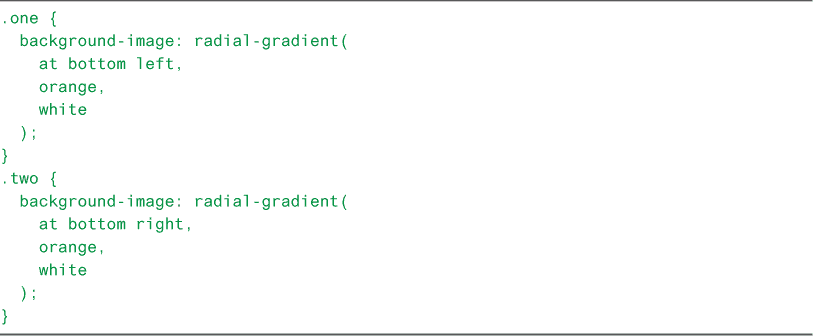 .one {
  background-image: radial-gradient(
    at bottom left,
    orange,
    white
  );
}
.two {
  background-image: radial-gradient(
    at bottom right,
    orange,
    white
  );
}